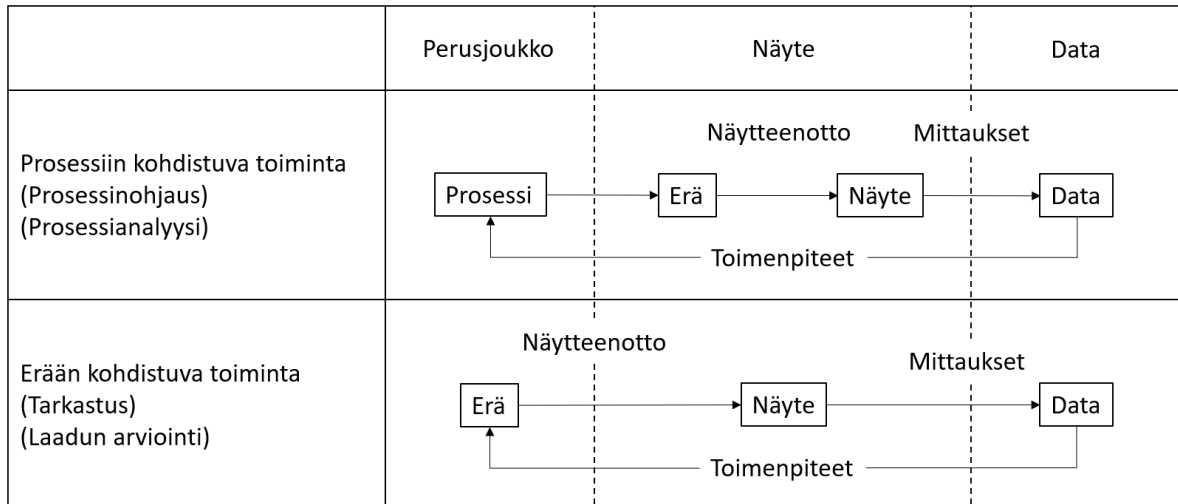 Perusjoukko
Näyte
Data
Prosessiin kohdistuva toiminta
(Prosessinohjaus)
(Prosessianalyysi)
Näytteenotto
Mittaukset
Prosessi
Erä
Näyte
Data
Toimenpiteet
Erään kohdistuva toiminta
(Tarkastus)
(Laadun arviointi)
Näytteenotto
Mittaukset
Erä
Näyte
Data
Toimenpiteet